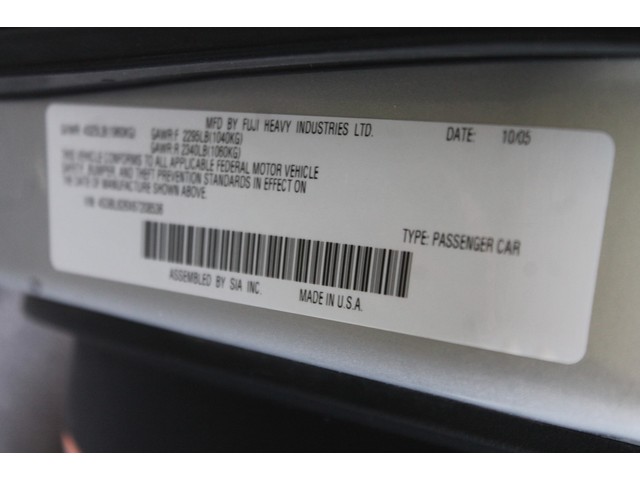 MFD BY FUJI HEAVY INDUSTRIES LTD. DATE: 10/05
GAWR:F 2295LB(1040KG)
GAWR:R 2340LB(1060KG)
THIS VEHICLE CONFORMS TO ALL APPLICABLE FEDERAL MOTOR VEHICLE
SAFETY, BUMPER, AND THEFT PREVENTION STANDARDS IN EFFECT ON
THE DATE OF MANUFACTURE SHOWN ABOVE.
TYPE: PASSENGER CAR
ASSEMBLED BY SIA INC. MADE IN U.S.A.